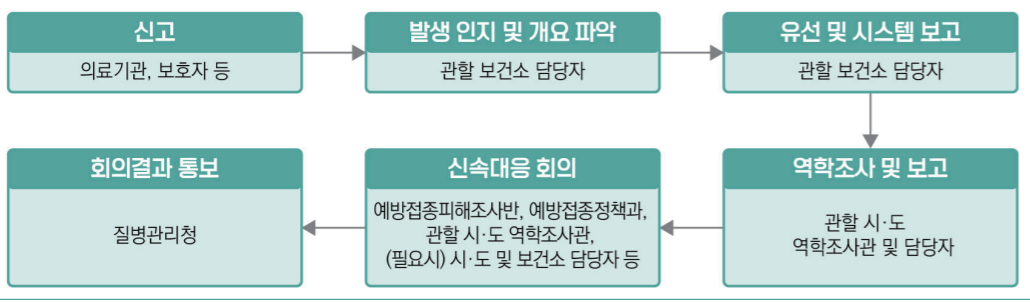 신고
의료기관, 보호자 등
발생 인지 및 개요 파악
관할 보건소 담당자
유선 및 시스템 보고
관할 보건소 담당자
역학조사 및 보고
관할 시·도
역학조사관 및 담당자
신속대응 회의
예방접종피해조사반, 예방접종정책과,
관할 시·도 역학조사관,
(필요시) 시·도 및 보건소 담당자 등
회의결과 통보
질병관리청